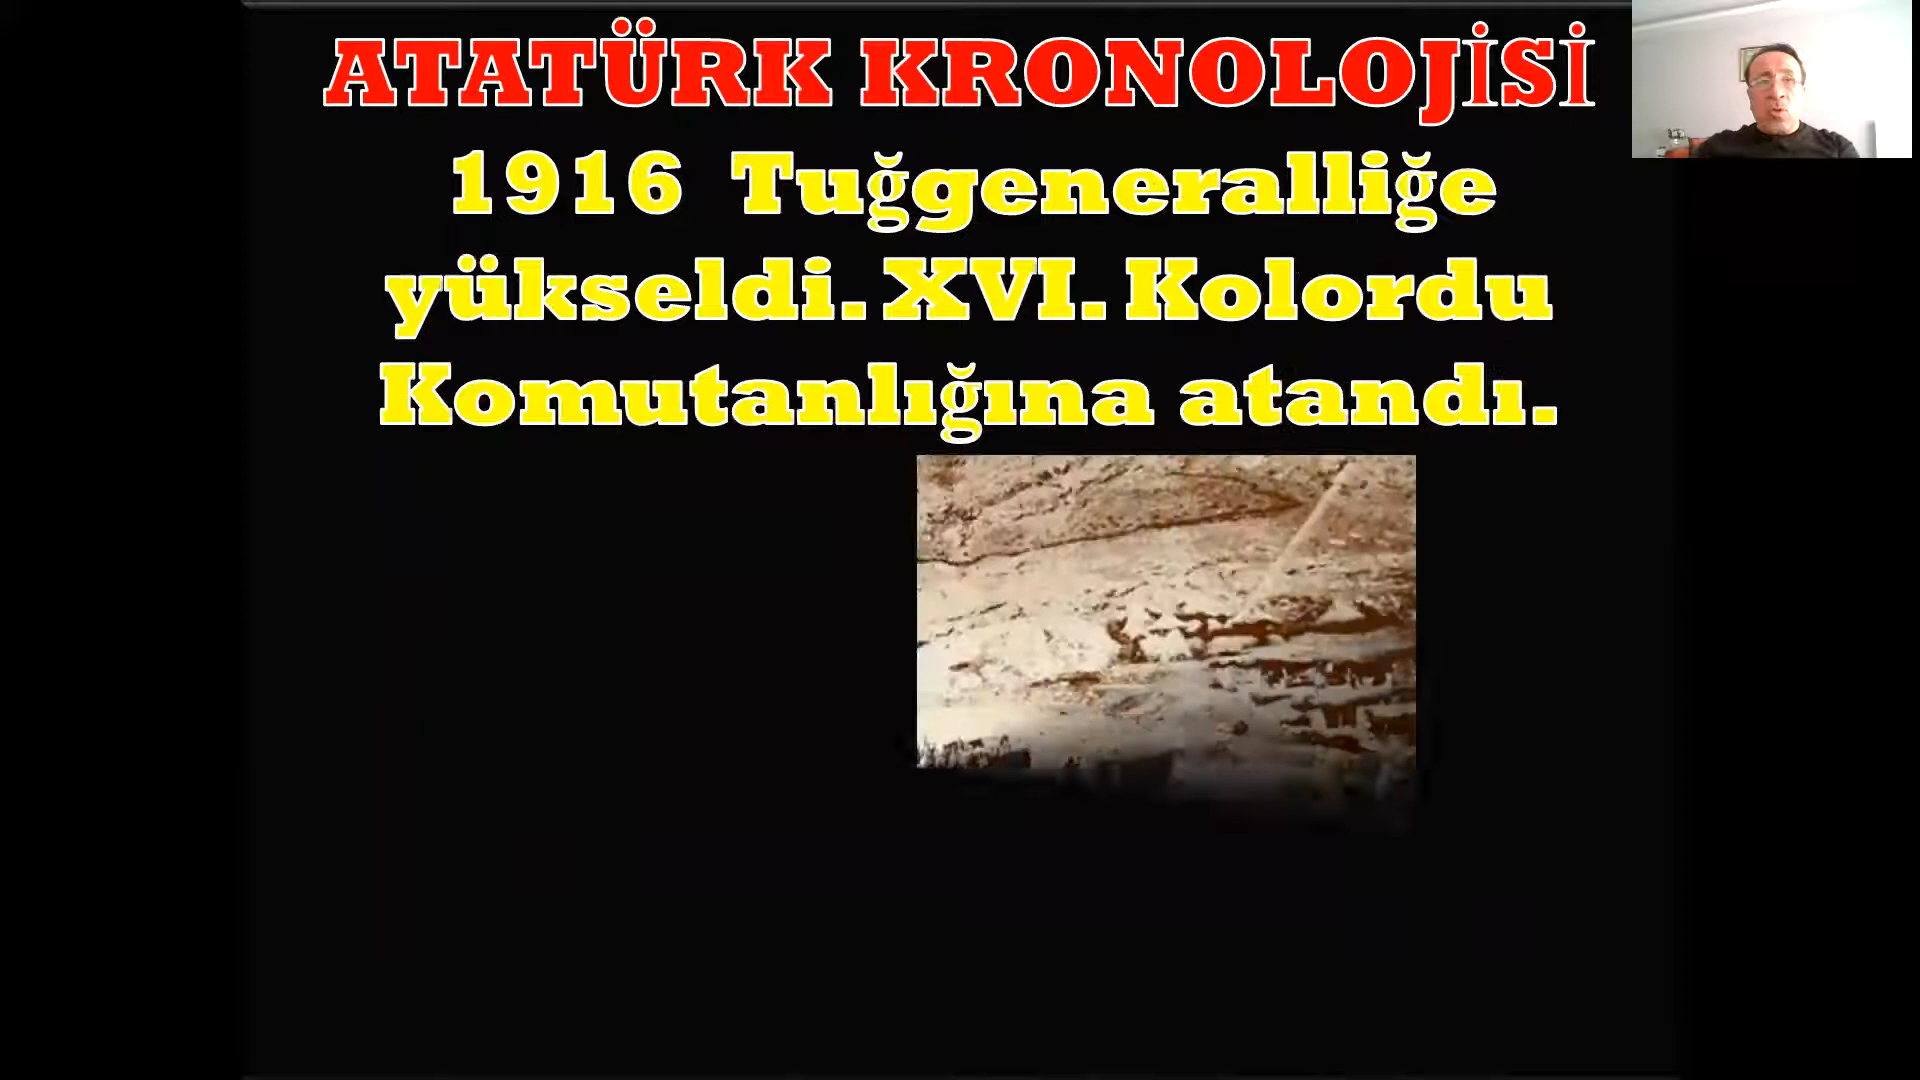 ATATÜRK KRONOLOJİSİ
1916 Tuğgeneralliğe
yükseldi. XVI. Kolordu
Komutanlığına atandı.